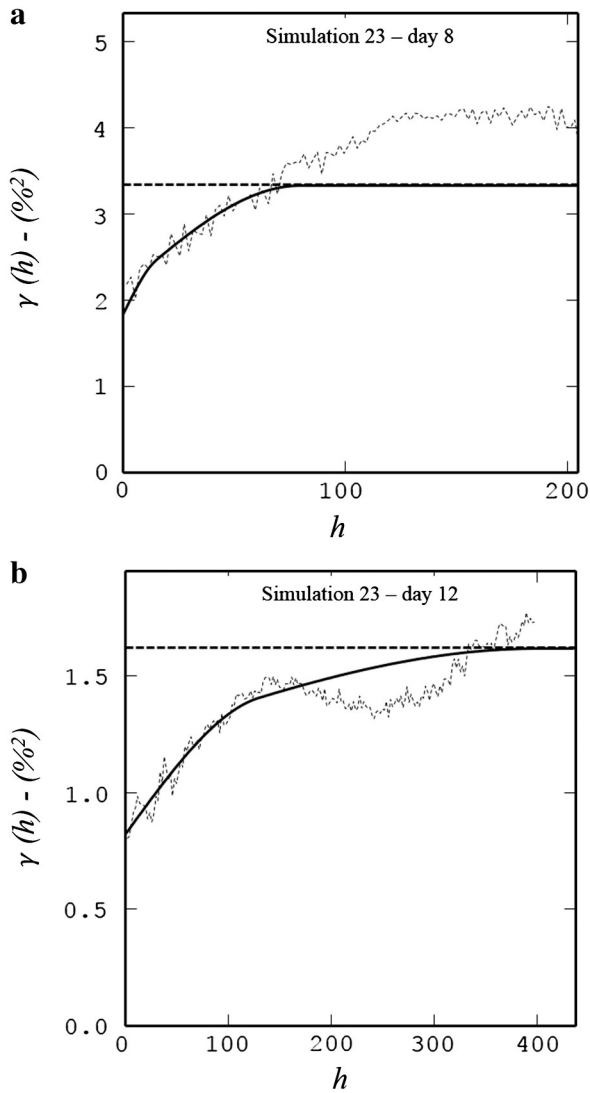 a
Simulation 23 – day 8
5
4
3
2
1
0
γ (h) - (%²)
0 100 200
h
b
Simulation 23 – day 12
1.5
1.0
0.5
0.0
γ (h) - (%²)
0 100 200 300 400
h